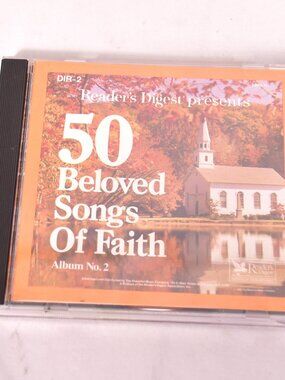 DIR-2
Reader's Digest presents
50
Beloved
Songs
Of Faith
Album No. 2